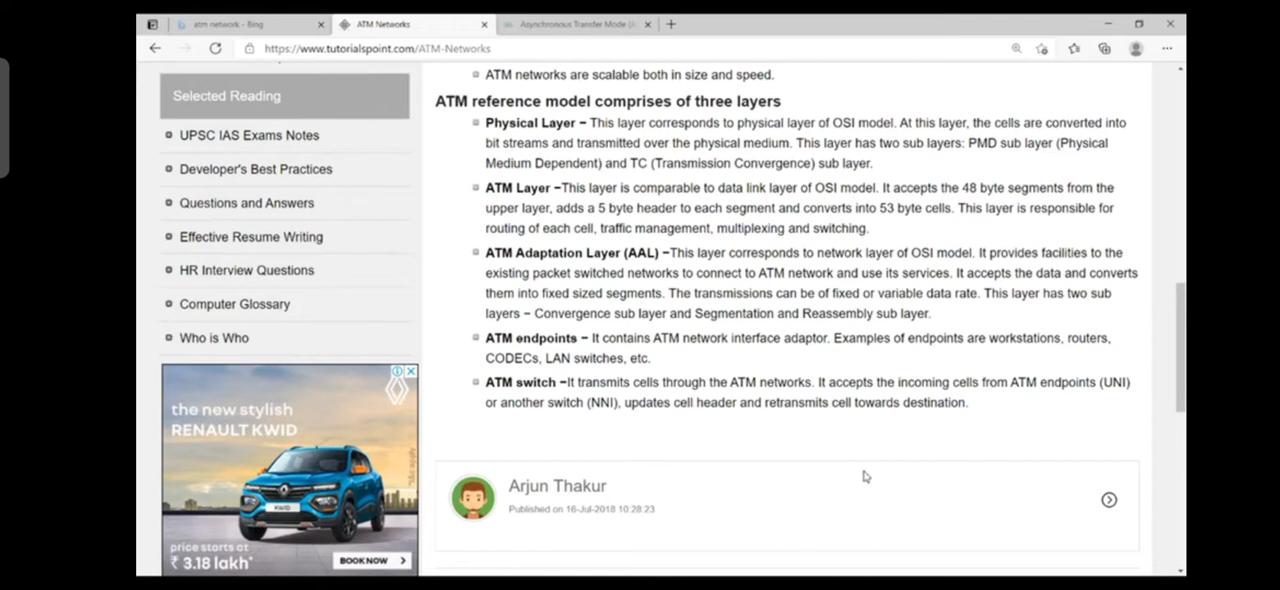 atm network - Bing
ATM Networks
Asynchronous Transfer Mode (A
https://www.tutorialspoint.com/ATM-Networks
Selected Reading
UPSC IAS Exams Notes
Developer's Best Practices
Questions and Answers
Effective Resume Writing
HR Interview Questions
Computer Glossary
Who is Who
the new stylish
RENAULT KWID
KWID
price starts at
₹ 3.18 lakh*
BOOK NOW
ATM networks are scalable both in size and speed.
ATM reference model comprises of three layers
Physical Layer − This layer corresponds to physical layer of OSI model. At this layer, the cells are converted into
bit streams and transmitted over the physical medium. This layer has two sub layers: PMD sub layer (Physical
Medium Dependent) and TC (Transmission Convergence) sub layer.
ATM Layer −This layer is comparable to data link layer of OSI model. It accepts the 48 byte segments from the
upper layer, adds a 5 byte header to each segment and converts into 53 byte cells. This layer is responsible for
routing of each cell, traffic management, multiplexing and switching.
ATM Adaptation Layer (AAL) −This layer corresponds to network layer of OSI model. It provides facilities to the
existing packet switched networks to connect to ATM network and use its services. It accepts the data and converts
them into fixed sized segments. The transmissions can be of fixed or variable data rate. This layer has two sub
layers − Convergence sub layer and Segmentation and Reassembly sub layer.
ATM endpoints − It contains ATM network interface adaptor. Examples of endpoints are workstations, routers,
CODECs, LAN switches, etc.
ATM switch −It transmits cells through the ATM networks. It accepts the incoming cells from ATM endpoints (UNI)
or another switch (NNI), updates cell header and retransmits cell towards destination.
Arjun Thakur
Published on 16-Jul-2018 10:28:23